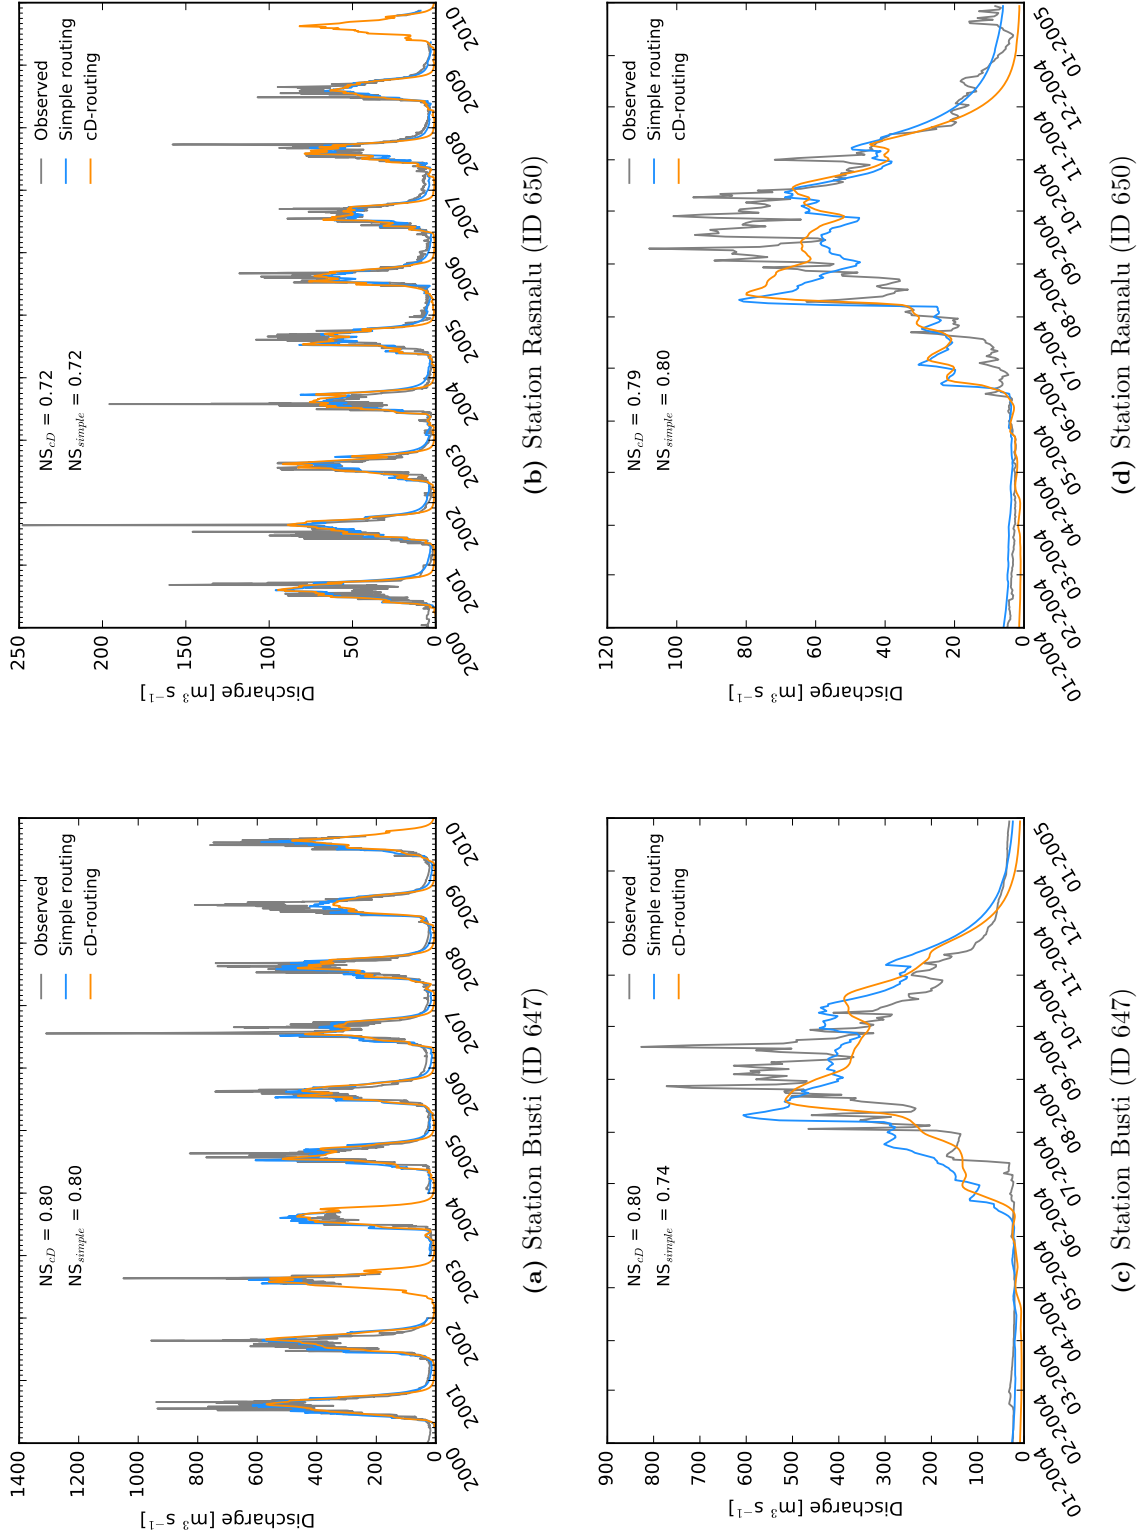 1400
1200
1000
800
600
400
200
0
Discharge [m³ s⁻¹]
NS_cD = 0.80
NS_simple = 0.80
Observed
Simple routing
cD-routing
2000
2001
2002
2003
2004
2005
2006
2007
2008
2009
2010
(a) Station Busti (ID 647)
250
200
150
100
50
0
Discharge [m³ s⁻¹]
NS_cD = 0.72
NS_simple = 0.72
Observed
Simple routing
cD-routing
2000
2001
2002
2003
2004
2005
2006
2007
2008
2009
2010
(b) Station Rasnalu (ID 650)
900
800
700
600
500
400
300
200
100
0
Discharge [m³ s⁻¹]
NS_cD = 0.80
NS_simple = 0.74
Observed
Simple routing
cD-routing
01-2004
02-2004
03-2004
04-2004
05-2004
06-2004
07-2004
08-2004
09-2004
10-2004
11-2004
12-2004
01-2005
(c) Station Busti (ID 647)
120
100
80
60
40
20
0
Discharge [m³ s⁻¹]
NS_cD = 0.79
NS_simple = 0.80
Observed
Simple routing
cD-routing
01-2004
02-2004
03-2004
04-2004
05-2004
06-2004
07-2004
08-2004
09-2004
10-2004
11-2004
12-2004
01-2005
(d) Station Rasnalu (ID 650)